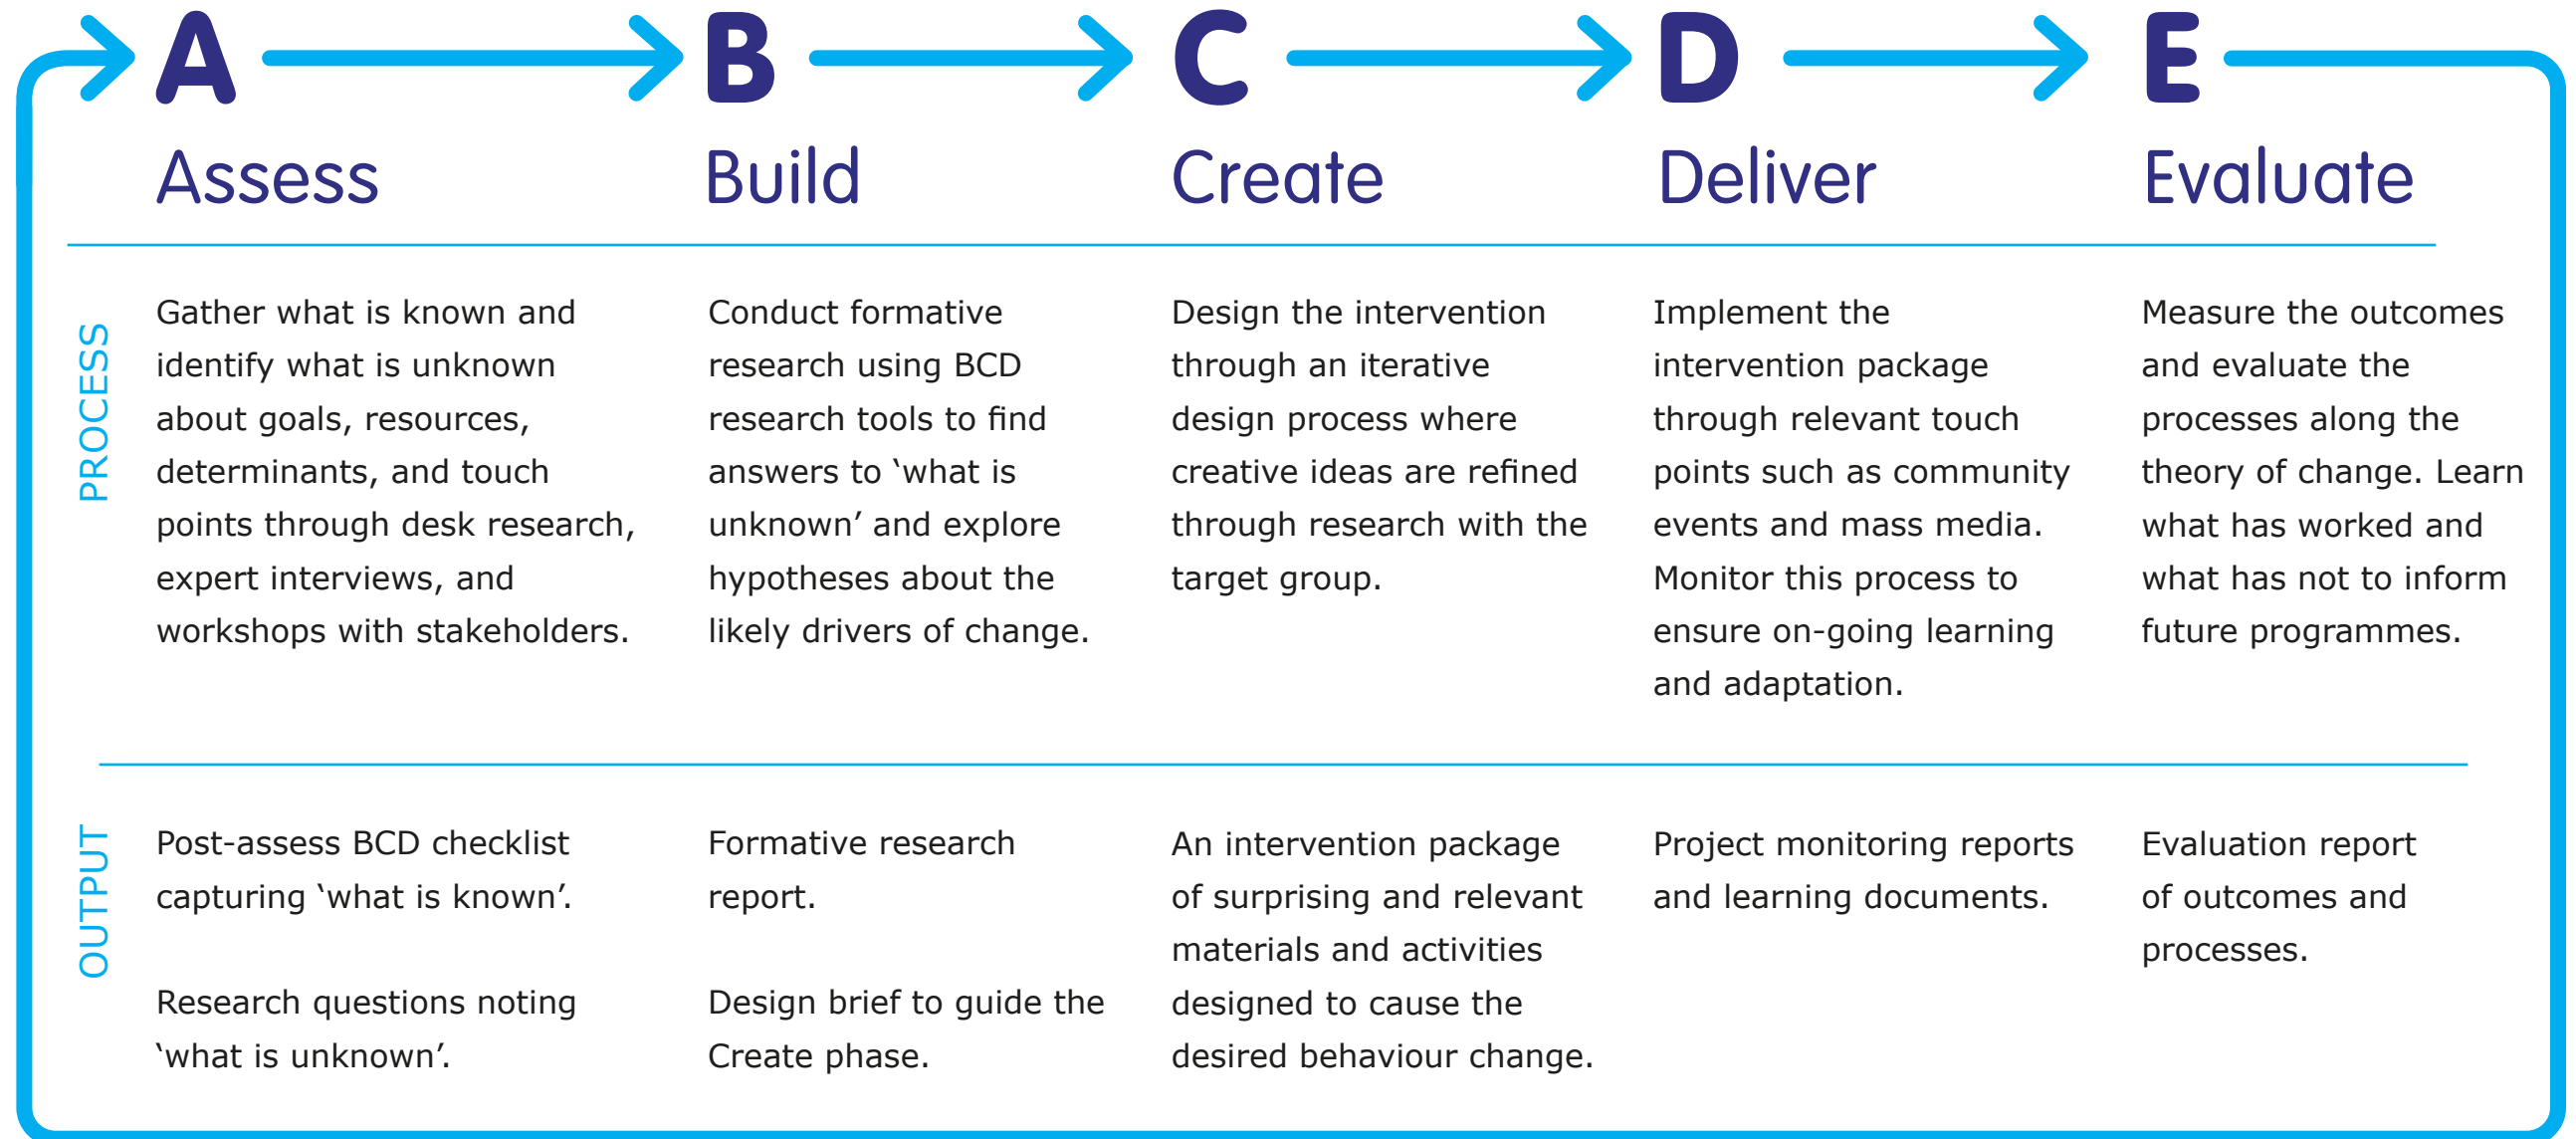 A
B
C
D
E
Assess
Build
Create
Deliver
Evaluate
PROCESS
Gather what is known and
identify what is unknown
about goals, resources,
determinants, and touch
points through desk research,
expert interviews, and
workshops with stakeholders.
Conduct formative
research using BCD
research tools to find
answers to ‘what is
unknown’ and explore
hypotheses about the
likely drivers of change.
Design the intervention
through an iterative
design process where
creative ideas are refined
through research with the
target group.
Implement the
intervention package
through relevant touch
points such as community
events and mass media.
Monitor this process to
ensure on-going learning
and adaptation.
Measure the outcomes
and evaluate the
processes along the
theory of change. Learn
what has worked and
what has not to inform
future programmes.
OUTPUT
Post-assess BCD checklist
capturing ‘what is known’.
Research questions noting
‘what is unknown’.
Formative research
report.
Design brief to guide the
Create phase.
An intervention package
of surprising and relevant
materials and activities
designed to cause the
desired behaviour change.
Project monitoring reports
and learning documents.
Evaluation report
of outcomes and
processes.